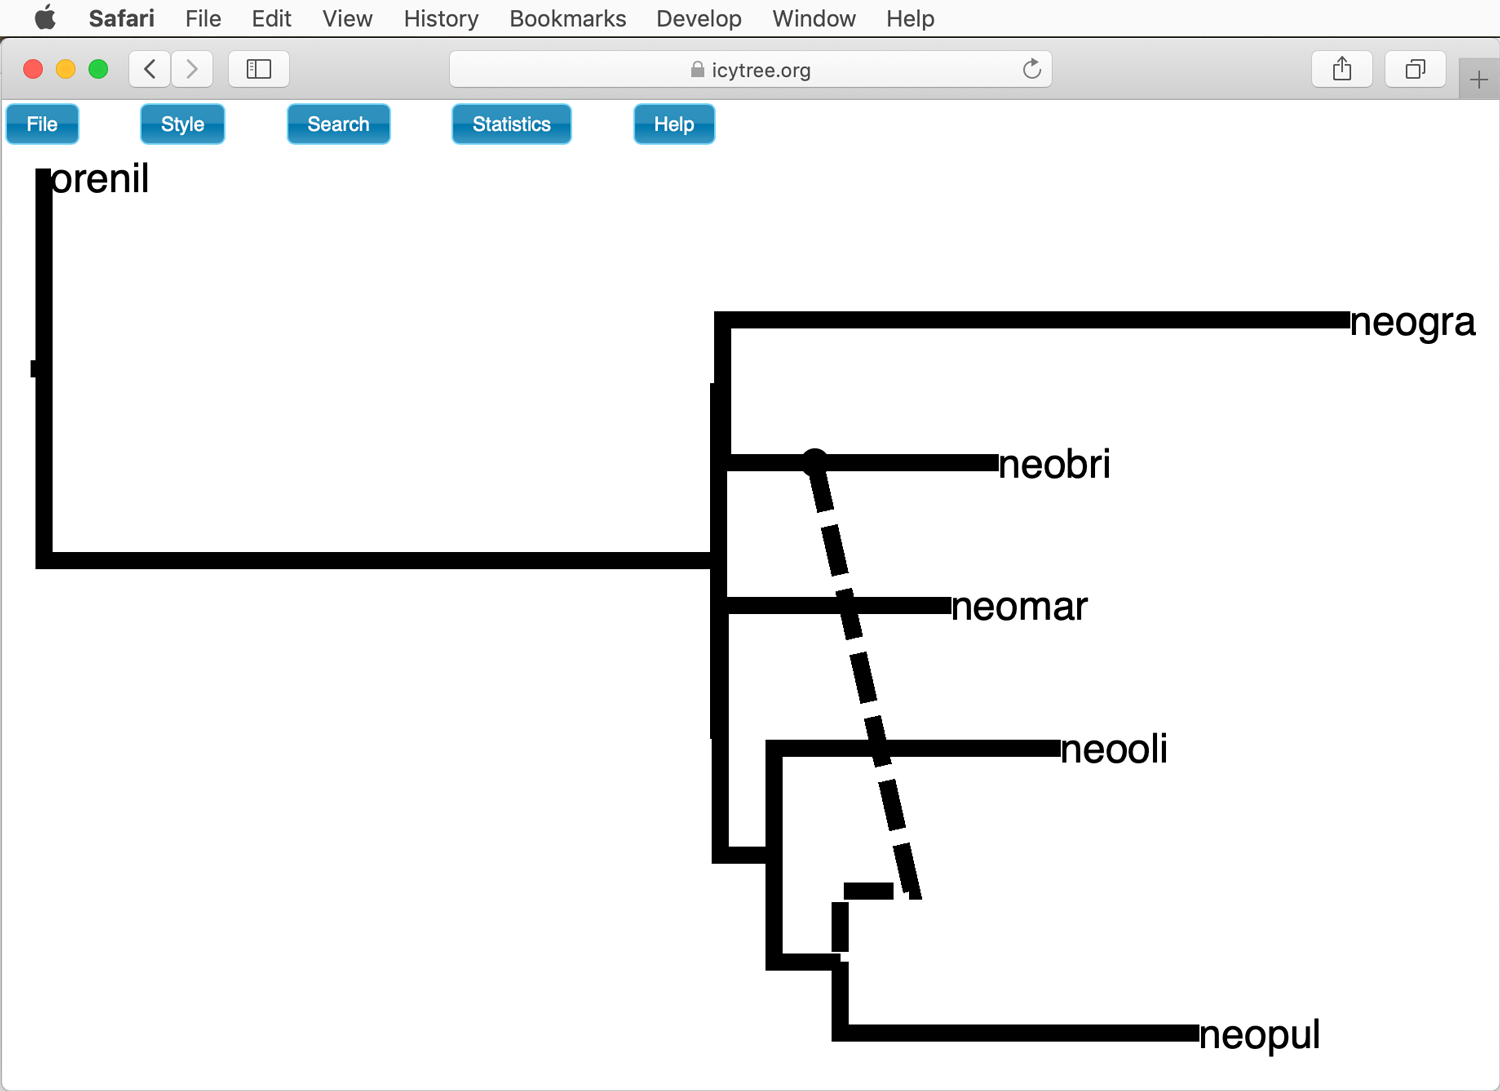 Safari File Edit View History Bookmarks Develop Window Help
icytree.org
File Style Search Statistics Help
orenil
neogra
neobri
neomar
neooli
neopul